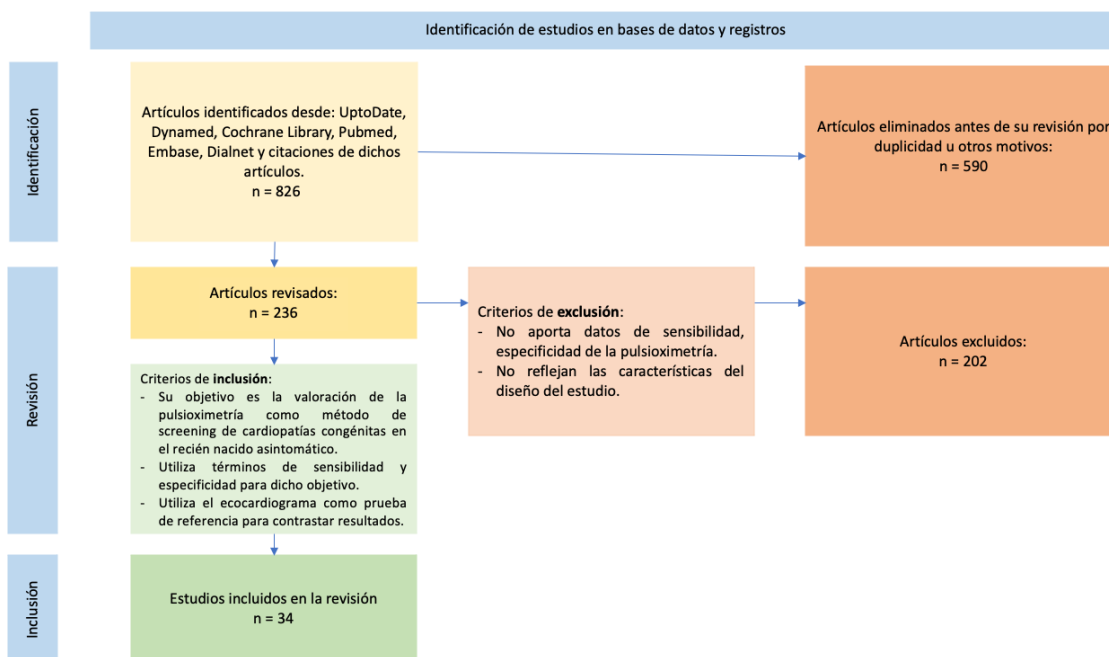 Identificación de estudios en bases de datos y registros
Identificación
Artículos identificados desde: UptoDate,
Dynamed, Cochrane Library, Pubmed,
Embase, Dialnet y citaciones de dichos
artículos.
n = 826
Artículos eliminados antes de su revisión por
duplicidad u otros motivos:
n = 590
Revisión
Artículos revisados:
n = 236
Criterios de exclusión:
- No aporta datos de sensibilidad,
especificidad de la pulsioximetría.
- No reflejan las características del
diseño del estudio.
Artículos excluidos:
n = 202
Criterios de inclusión:
- Su objetivo es la valoración de la
pulsioximetría como método de
screening de cardiopatías congénitas en
el recién nacido asintomático.
- Utiliza términos de sensibilidad y
especificidad para dicho objetivo.
- Utiliza el ecocardiograma como prueba
de referencia para contrastar resultados.
Inclusión
Estudios incluidos en la revisión
n = 34